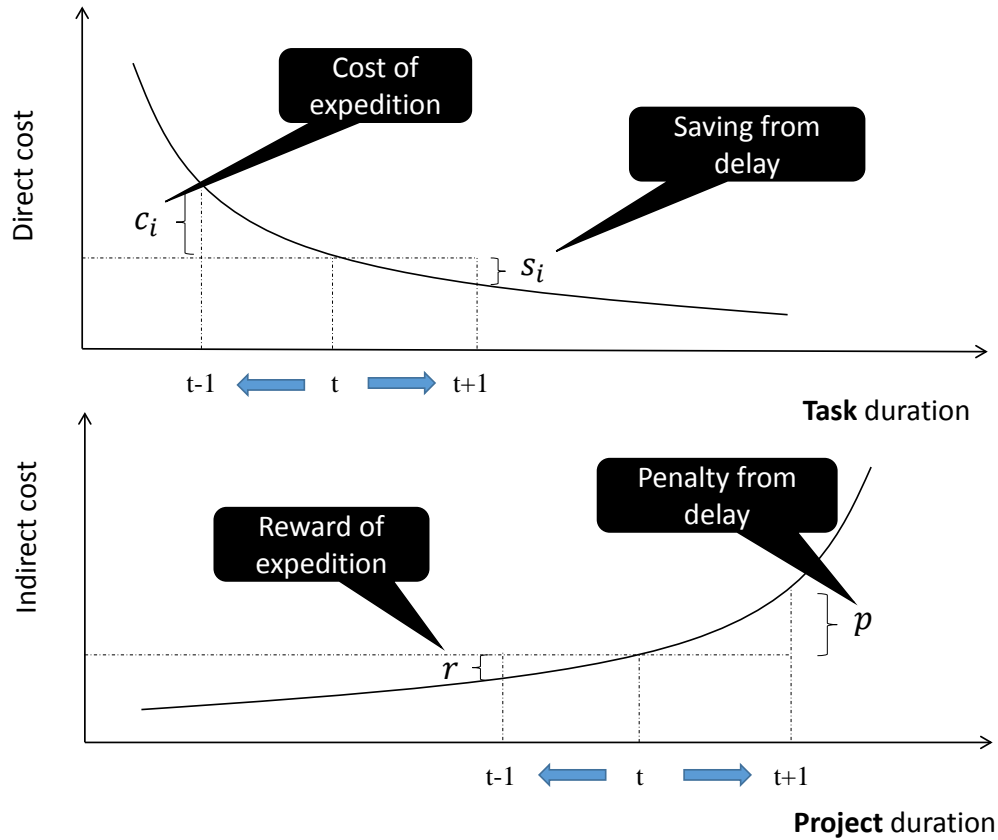 Cost of
expedition
Saving from
delay
Direct cost
c_i
s_i
t-1
t
t+1
Task duration
Penalty from
delay
Reward of
expedition
Indirect cost
p
r
t-1
t
t+1
Project duration